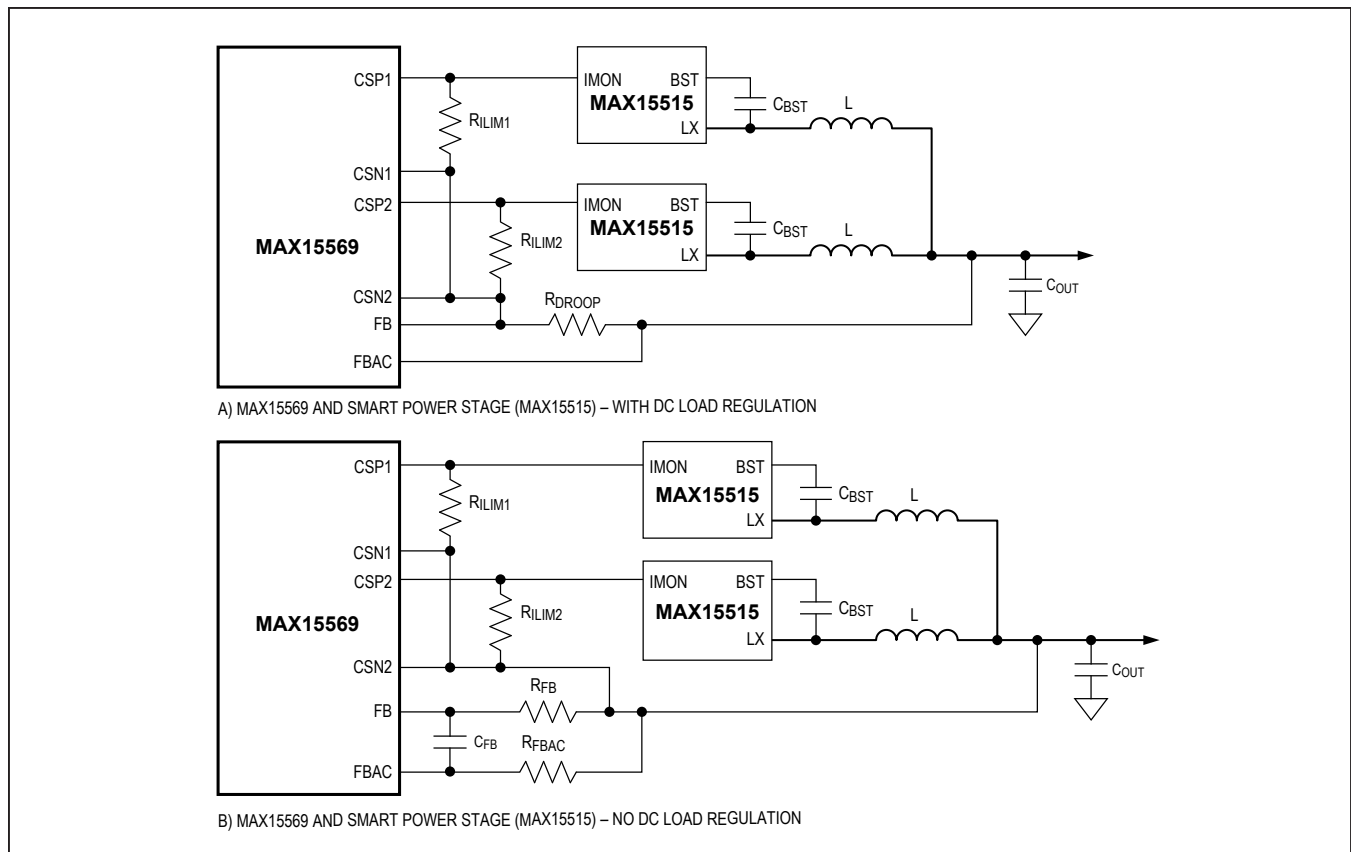 CSP1
IMON
BST
MAX15515
CBST
L
RILIM1
LX
CSN1
CSP2
IMON
BST
MAX15515
CBST
L
MAX15569
RILIM2
LX
CSN2
RDROOP
COUT
FB
FBAC
A) MAX15569 AND SMART POWER STAGE (MAX15515) – WITH DC LOAD REGULATION
CSP1
IMON
BST
MAX15515
CBST
L
RILIM1
LX
CSN1
CSP2
IMON
BST
MAX15515
CBST
L
MAX15569
RILIM2
LX
CSN2
COUT
RFB
FB
CFB
RFBAC
FBAC
B) MAX15569 AND SMART POWER STAGE (MAX15515) – NO DC LOAD REGULATION